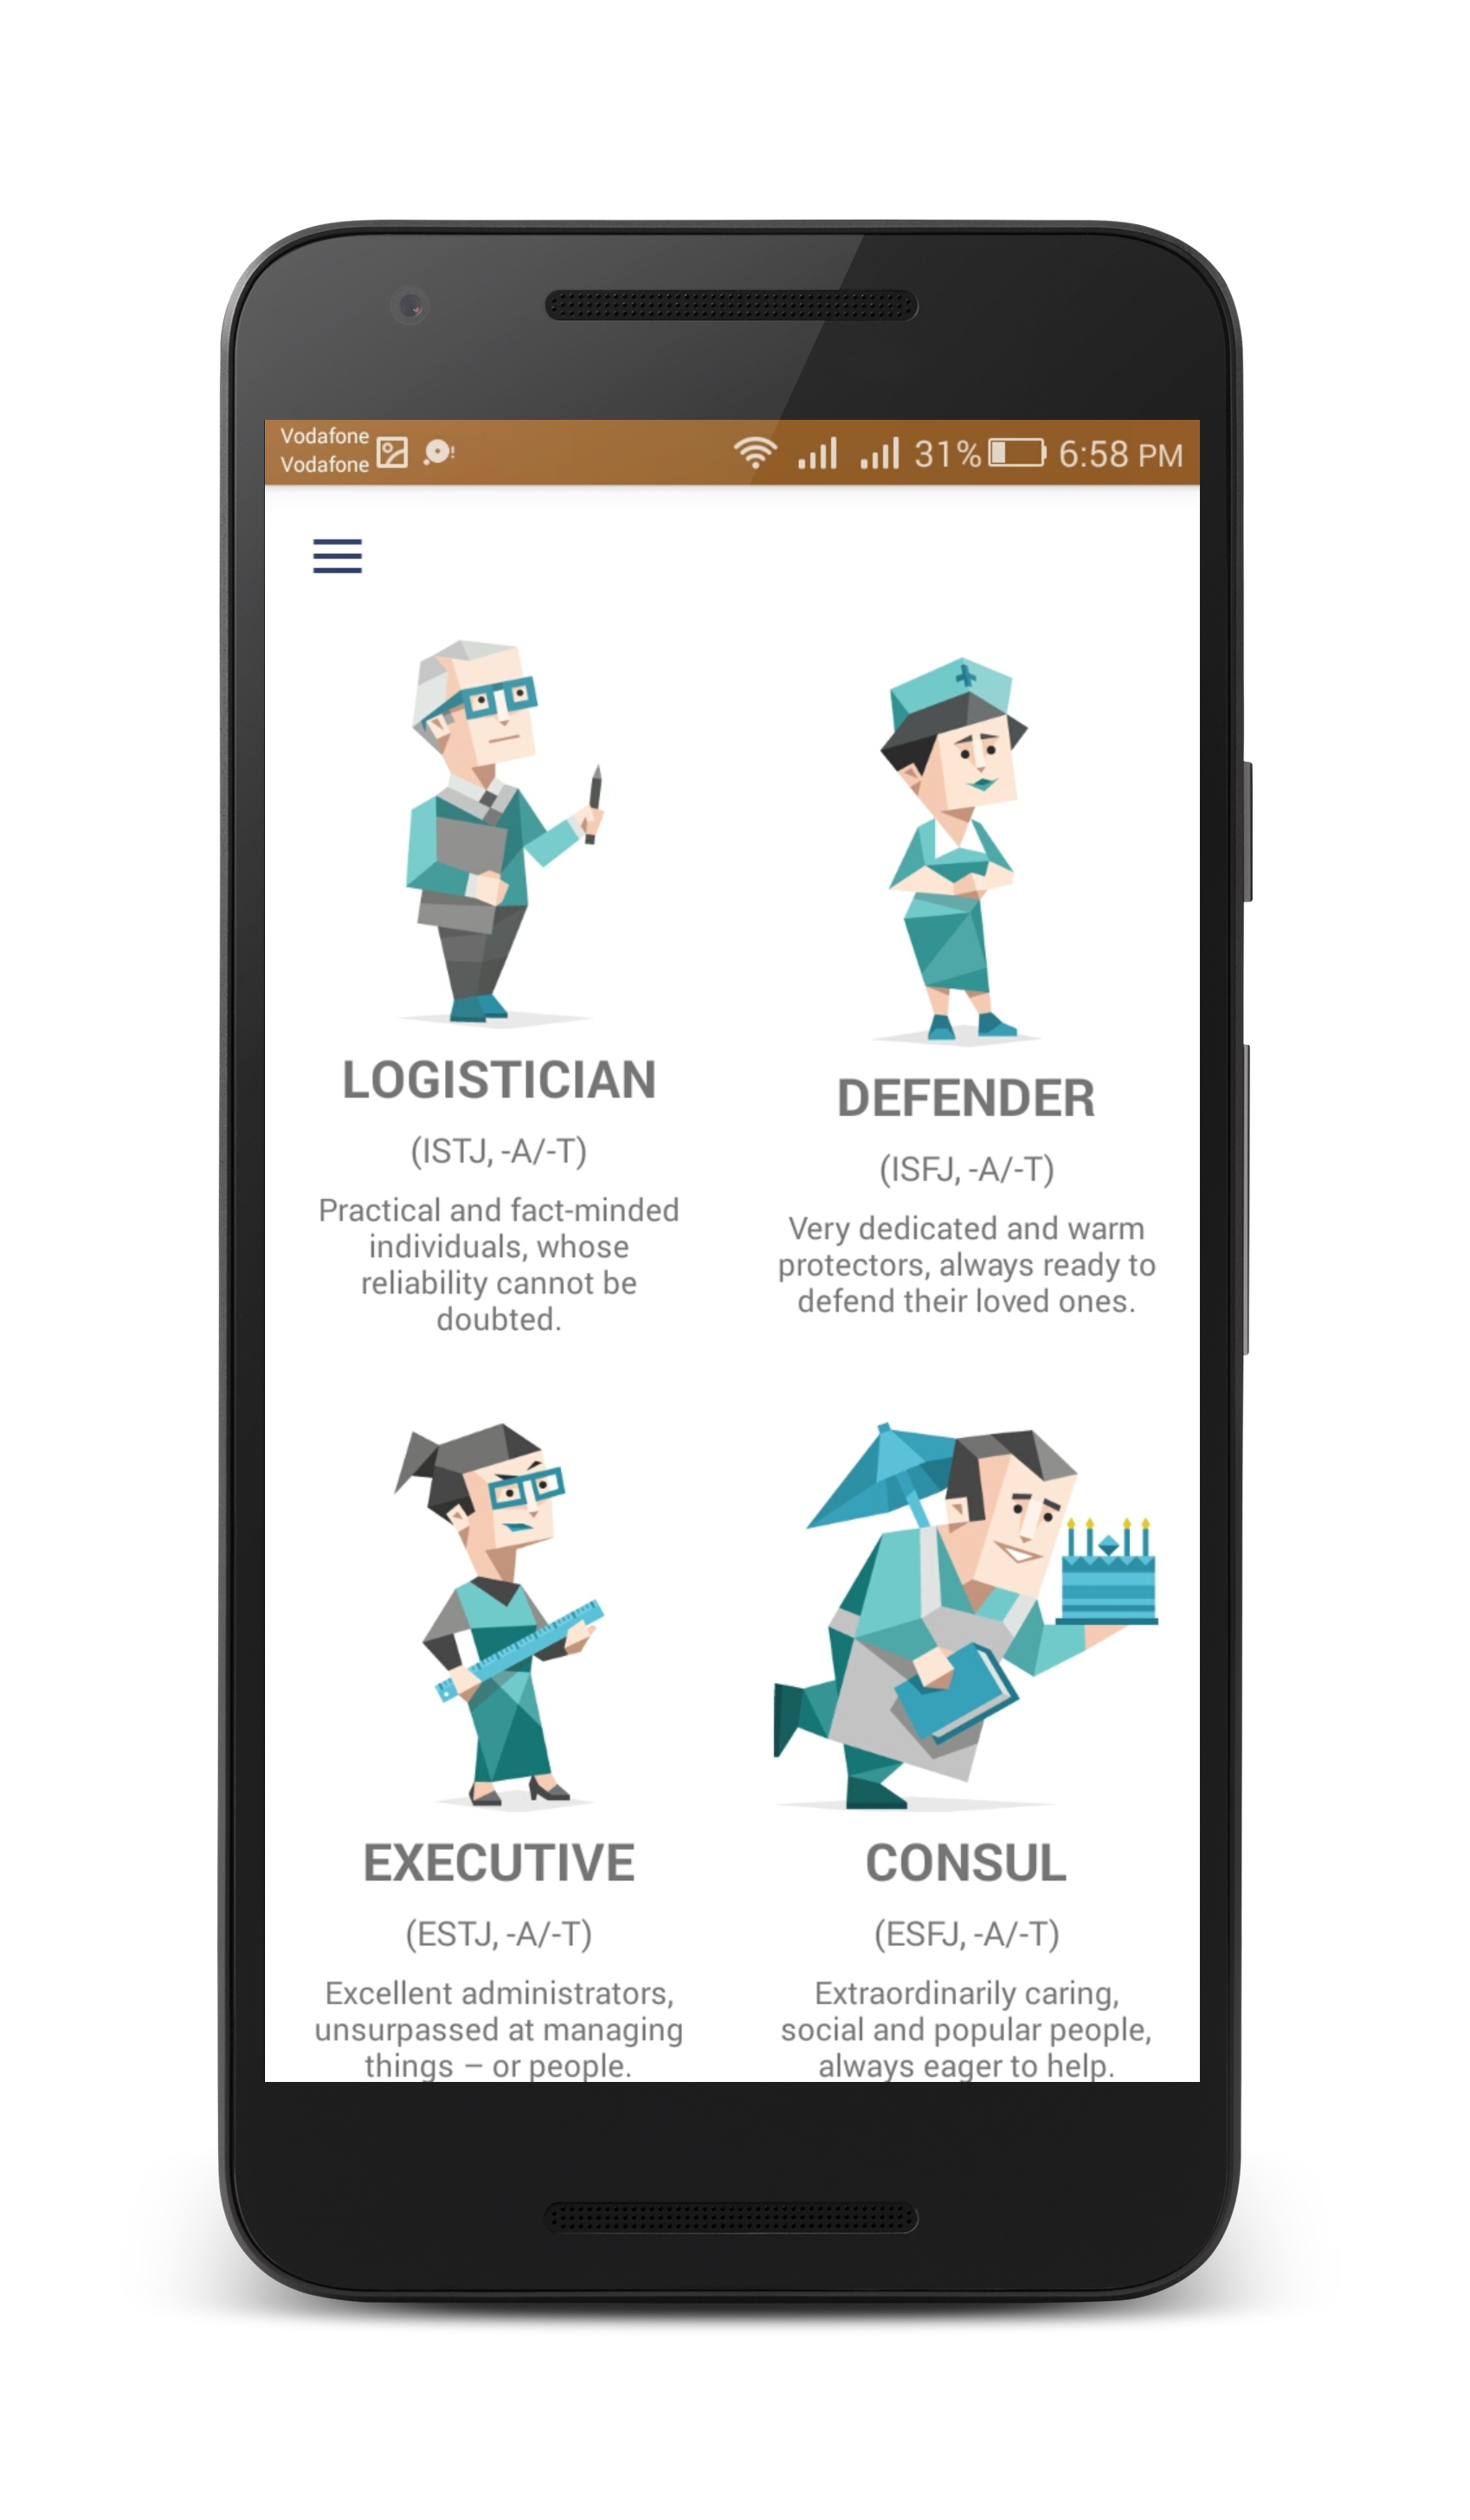 Vodafone
Vodafone
31% 6:58 PM
LOGISTICIAN
(ISTJ, -A/-T)
Practical and fact-minded
individuals, whose
reliability cannot be
doubted.
DEFENDER
(ISFJ, -A/-T)
Very dedicated and warm
protectors, always ready to
defend their loved ones.
EXECUTIVE
(ESTJ, -A/-T)
Excellent administrators,
unsurpassed at managing
things – or people.
CONSUL
(ESFJ, -A/-T)
Extraordinarily caring,
social and popular people,
always eager to help.